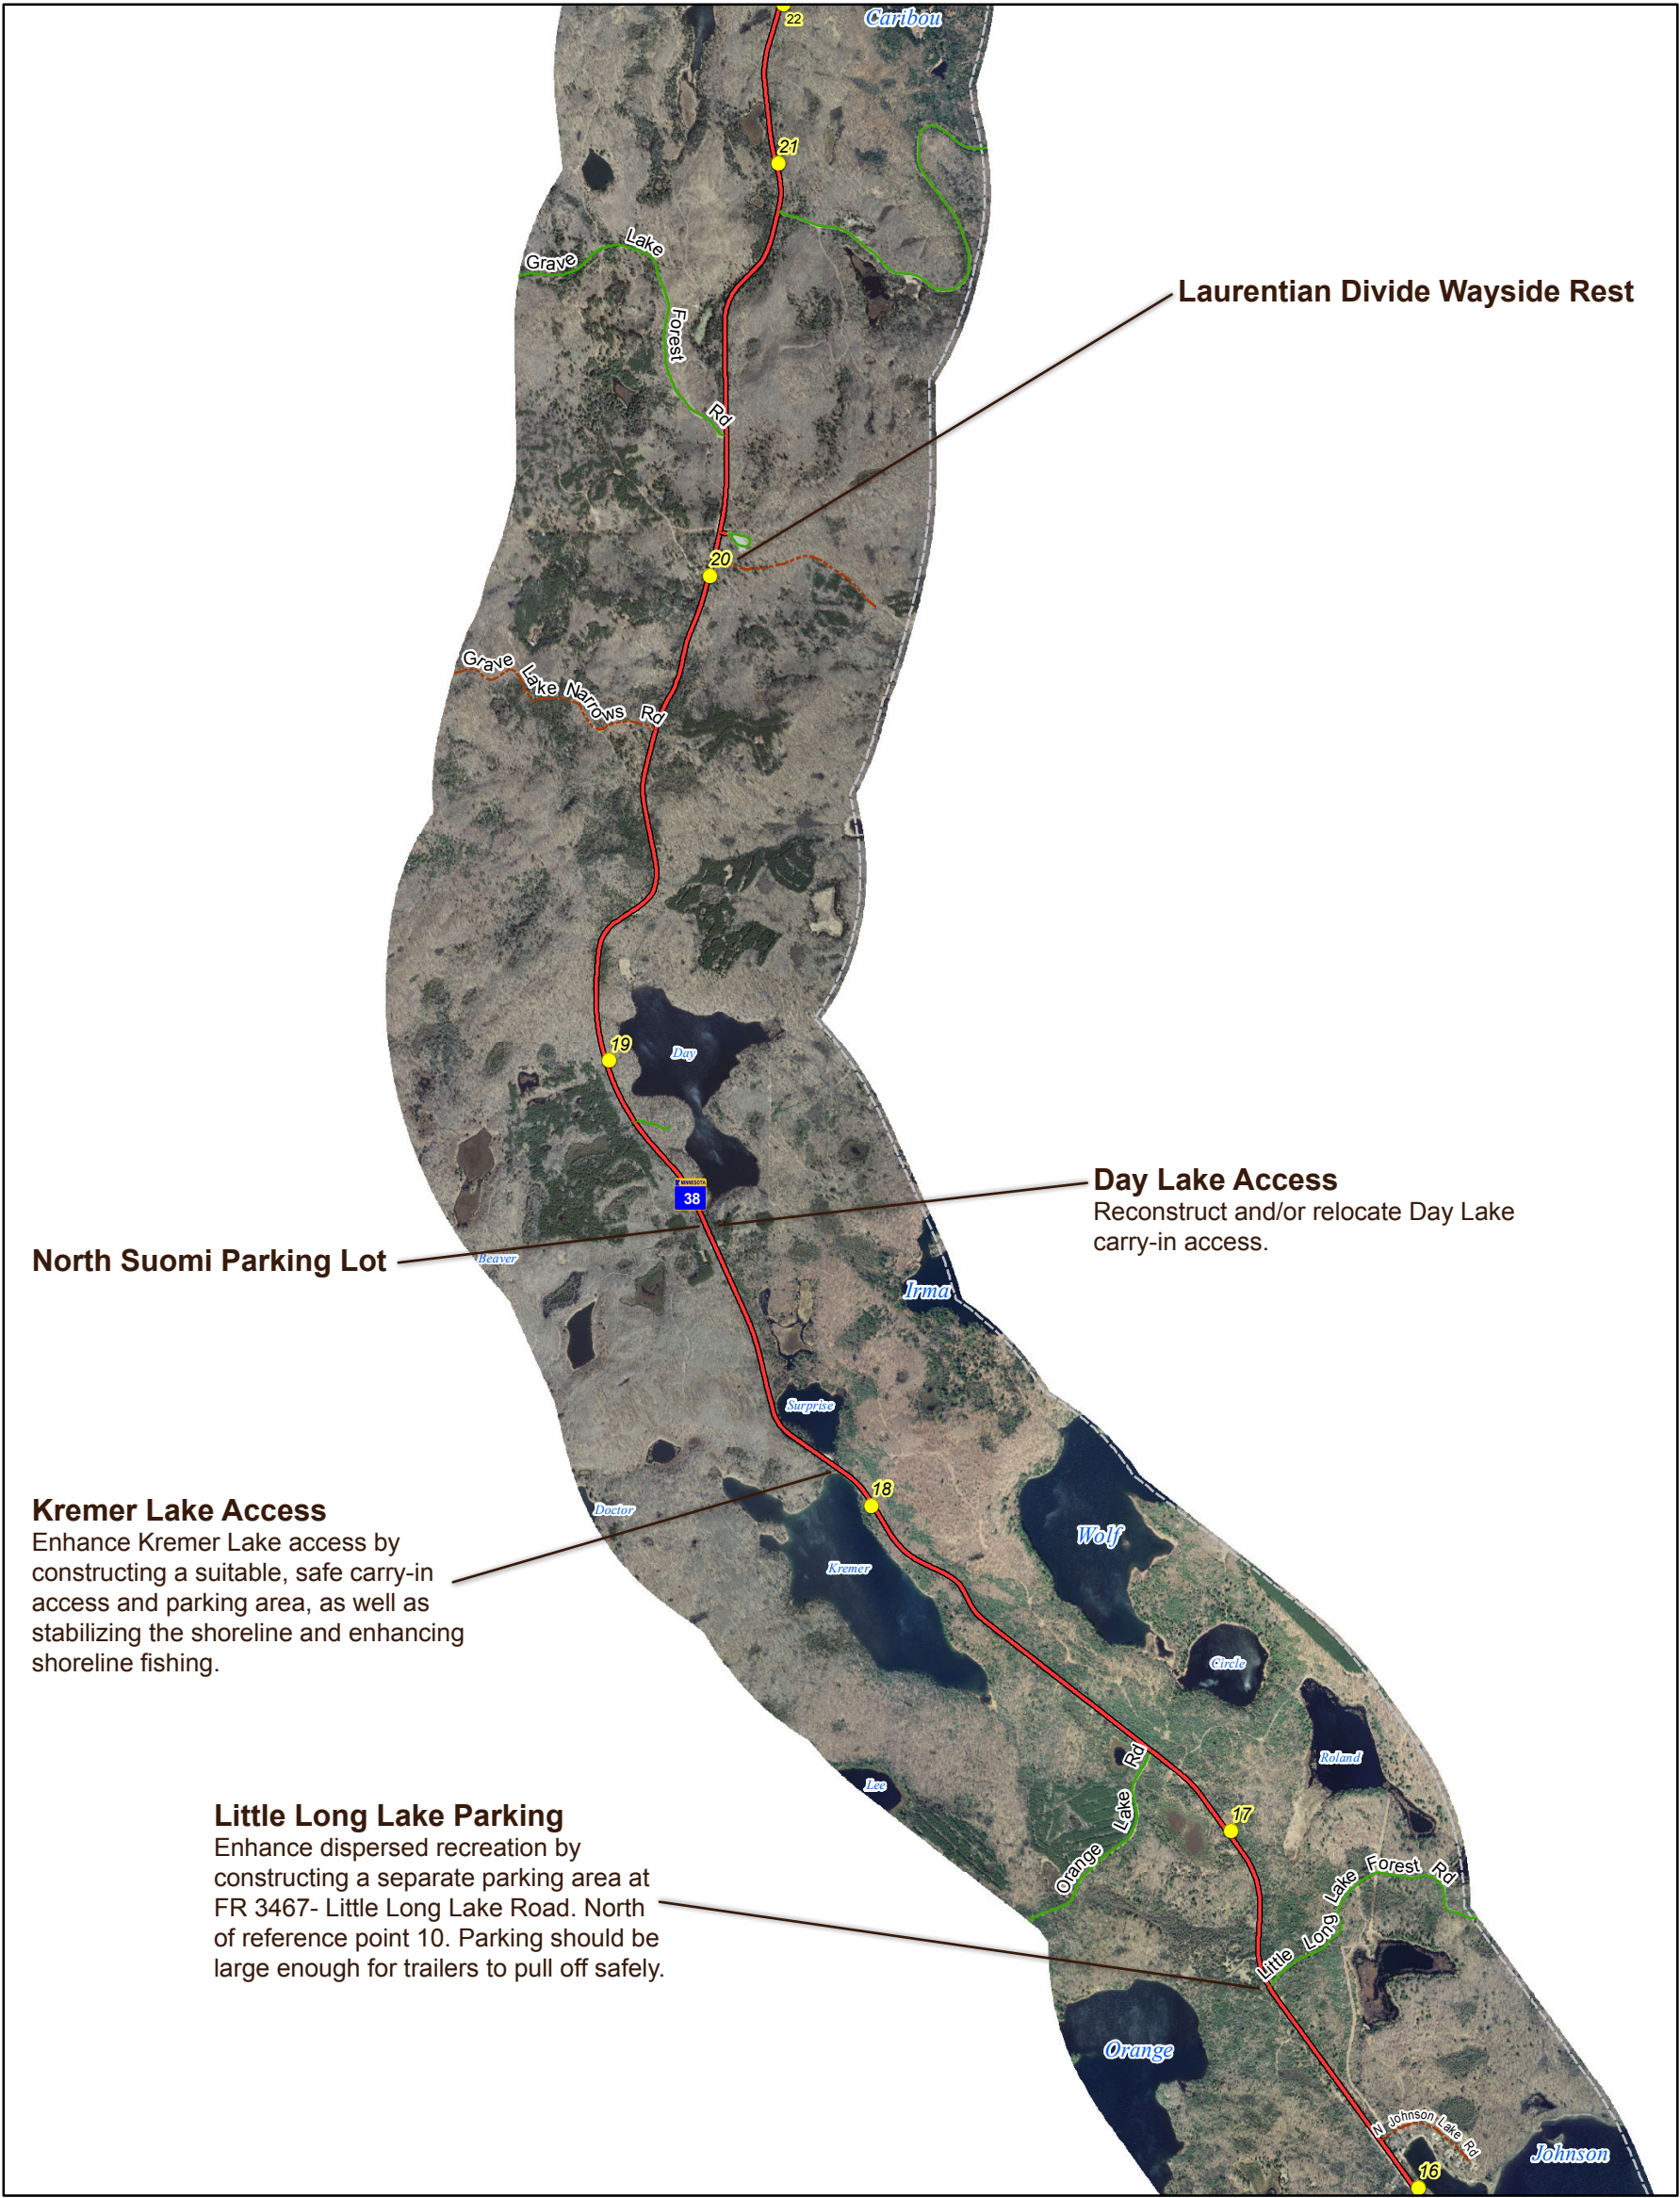 22
Caribou
21
Grave Lake Forest Rd
Laurentian Divide Wayside Rest
20
Grave Lake Narrows Rd
19
Day
MINNESOTA
38
Day Lake Access
Reconstruct and/or relocate Day Lake
carry-in access.
North Suomi Parking Lot
Beaver
Irma
Surprise
18
Kremer Lake Access
Enhance Kremer Lake access by
constructing a suitable, safe carry-in
access and parking area, as well as
stabilizing the shoreline and enhancing
shoreline fishing.
Doctor
Wolf
Kremer
Circle
Roland
Lee
Orange Lake Rd
17
Little Long Lake Parking
Enhance dispersed recreation by
constructing a separate parking area at
FR 3467- Little Long Lake Road. North
of reference point 10. Parking should be
large enough for trailers to pull off safely.
Little Long Lake Forest Rd
Orange
N Johnson Lake Rd
Johnson
16